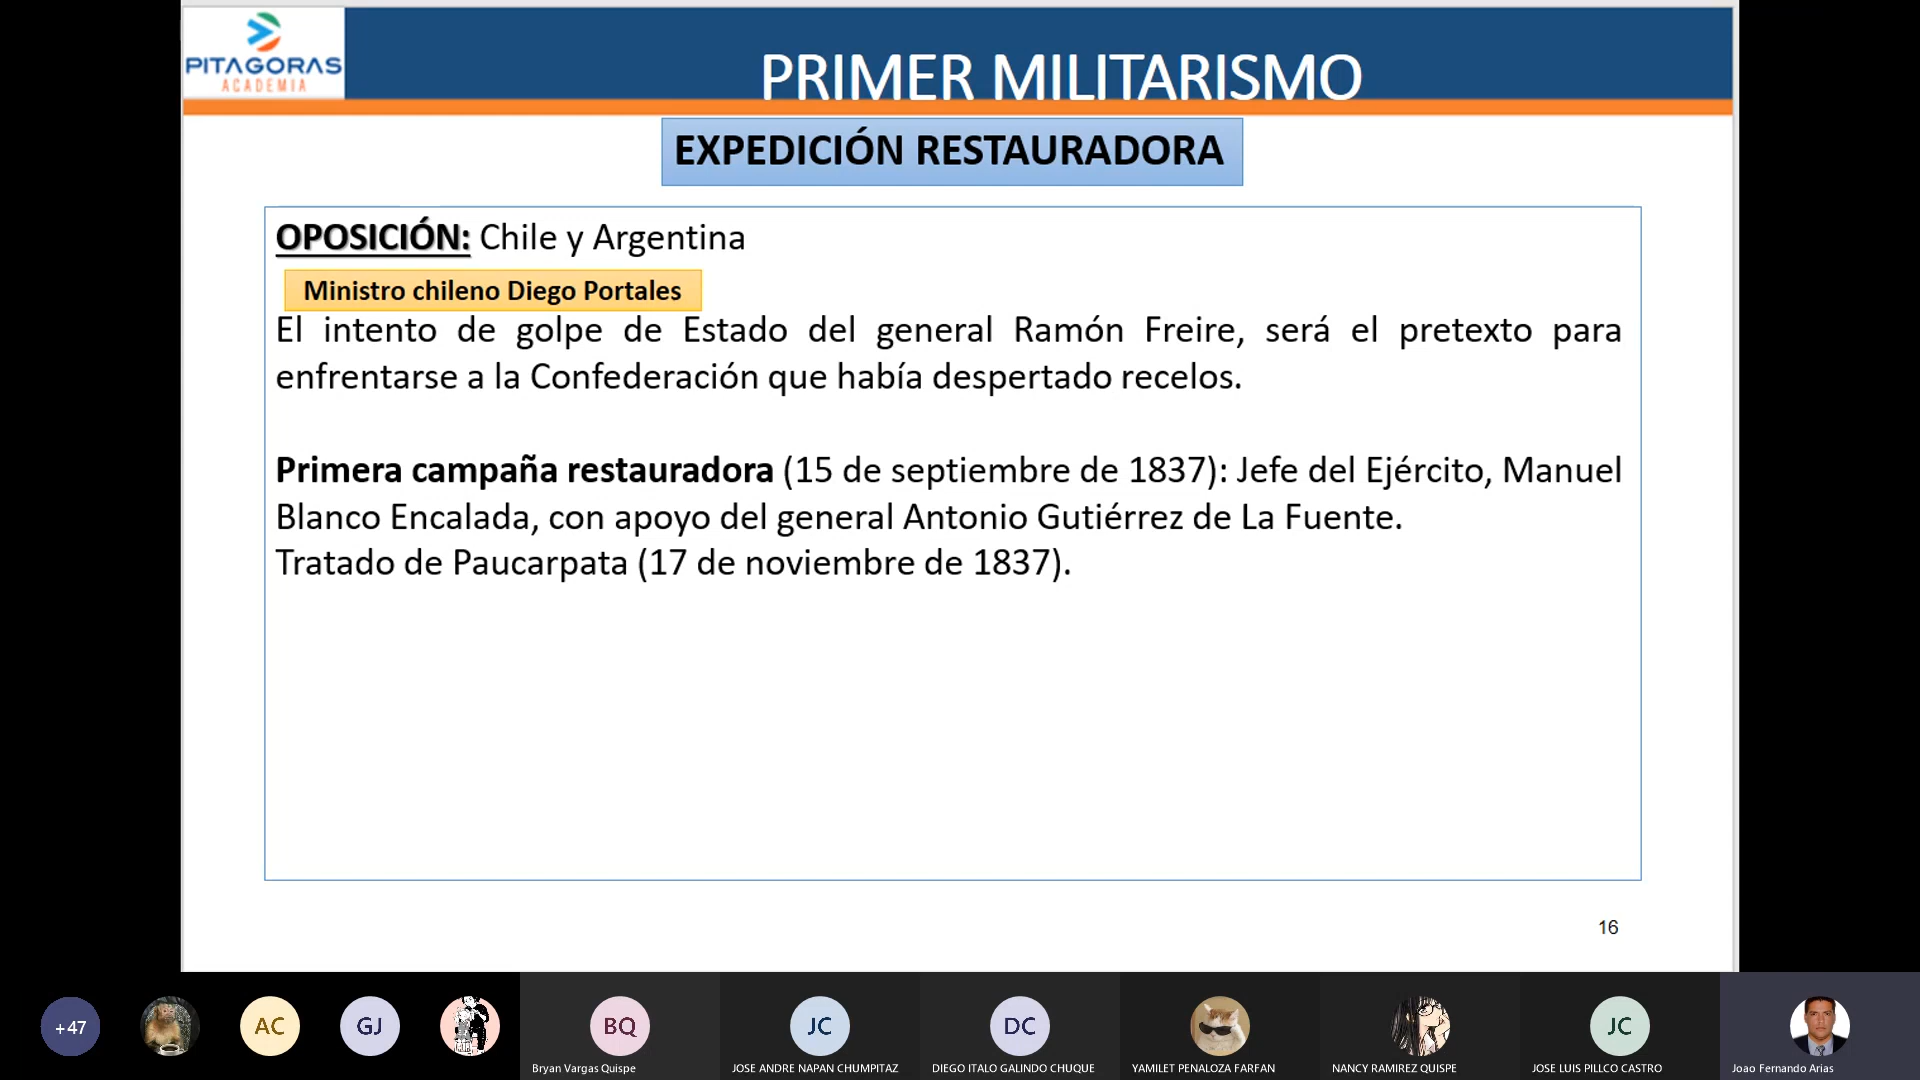 PITAGORAS
ACADEMIA
PRIMER MILITARISMO
EXPEDICIÓN RESTAURADORA
OPOSICIÓN: Chile y Argentina
Ministro chileno Diego Portales
El intento de golpe de Estado del general Ramón Freire, será el pretexto para
enfrentarse a la Confederación que había despertado recelos.
Primera campaña restauradora (15 de septiembre de 1837): Jefe del Ejército, Manuel
Blanco Encalada, con apoyo del general Antonio Gutiérrez de La Fuente.
Tratado de Paucarpata (17 de noviembre de 1837).
16
+47
AC
GJ
BQ
JC
DC
JC
Bryan Vargas Quispe
JOSE ANDRE NAPAN CHUMPITAZ
DIEGO ITALO GALINDO CHUQUE
YAMILET PENALOZA FARFAN
NANCY RAMIREZ QUISPE
JOSE LUIS PILLCO CASTRO
Joao Fernando Arias